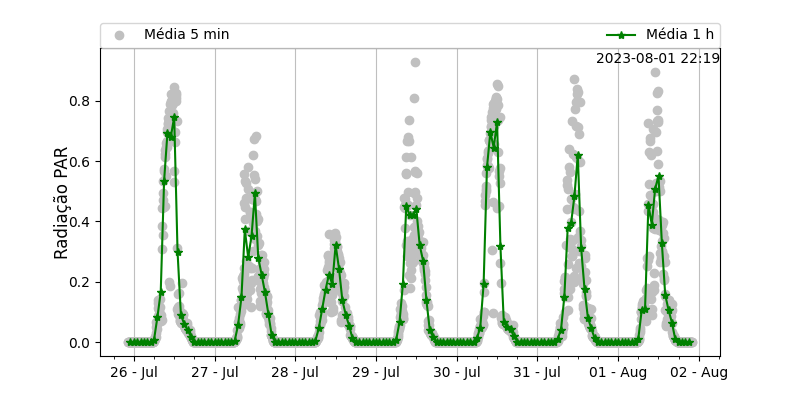 Média 5 min Média 1 h
2023-08-01 22:19
Radiação PAR
0.8
0.6
0.4
0.2
0.0
26 - Jul 27 - Jul 28 - Jul 29 - Jul 30 - Jul 31 - Jul 01 - Aug 02 - Aug